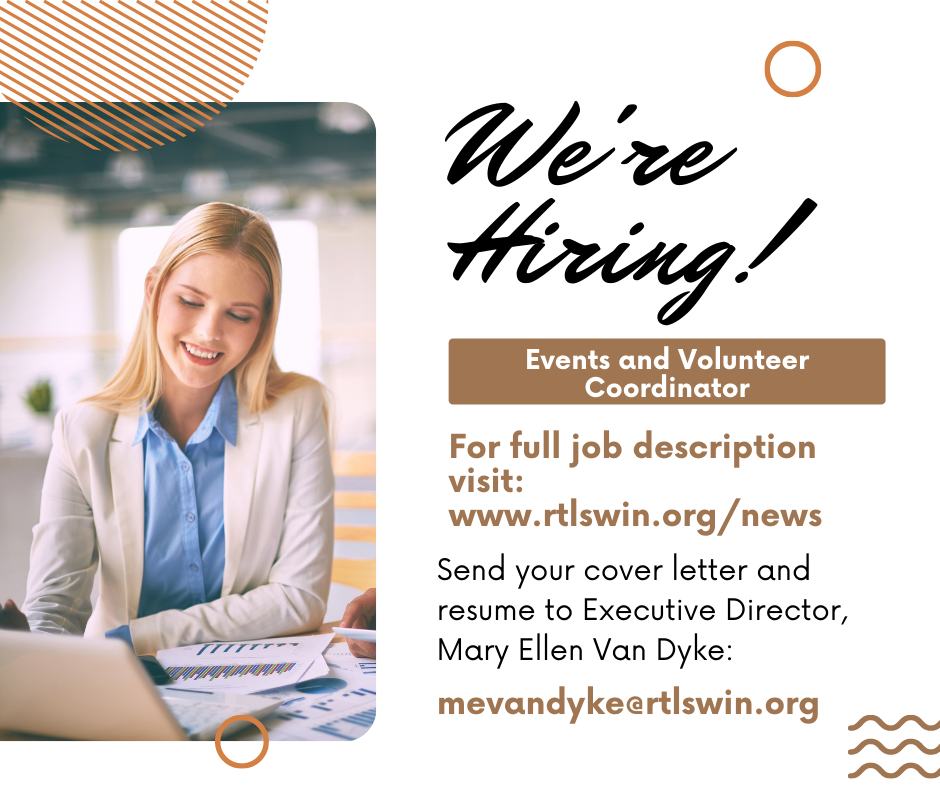 We're
Hiring!
Events and Volunteer
Coordinator
For full job description
visit:
www.rtlswin.org/news
Send your cover letter and
resume to Executive Director,
Mary Ellen Van Dyke:
mevandyke@rtlswin.org